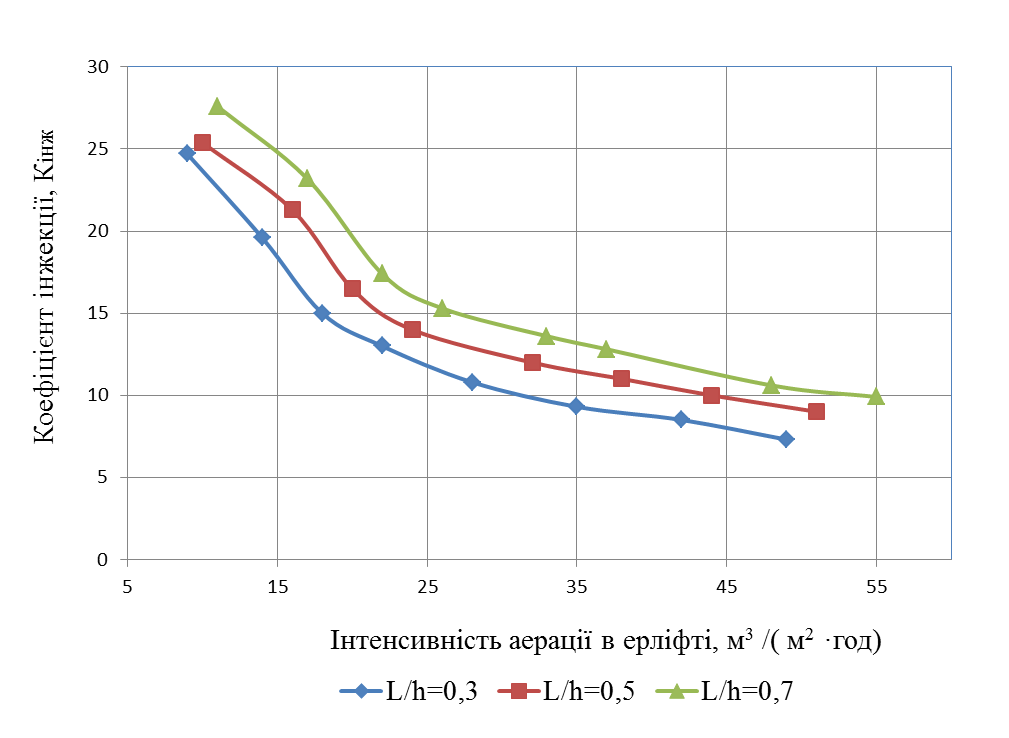 30
25
20
15
10
5
0
Коефіцієнт інжекції, Кінж
5 15 25 35 45 55
Інтенсивність аерації в ерліфті, м³ /( м² ·год)
L/h=0,3 L/h=0,5 L/h=0,7